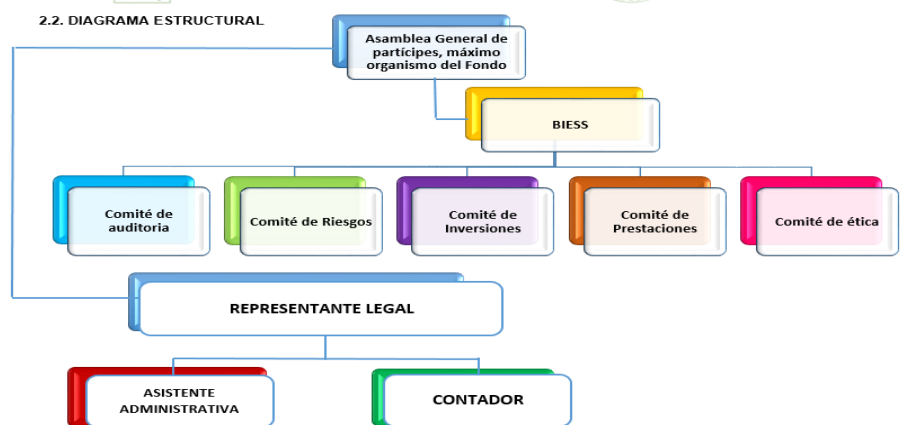 2.2. DIAGRAMA ESTRUCTURAL
Asamblea General de
partícipes, máximo
organismo del Fondo
BIESS
Comité de
auditoria
Comité de Riesgos
Comité de
Inversiones
Comité de
Prestaciones
Comité de ética
REPRESENTANTE LEGAL
ASISTENTE
ADMINISTRATIVA
CONTADOR